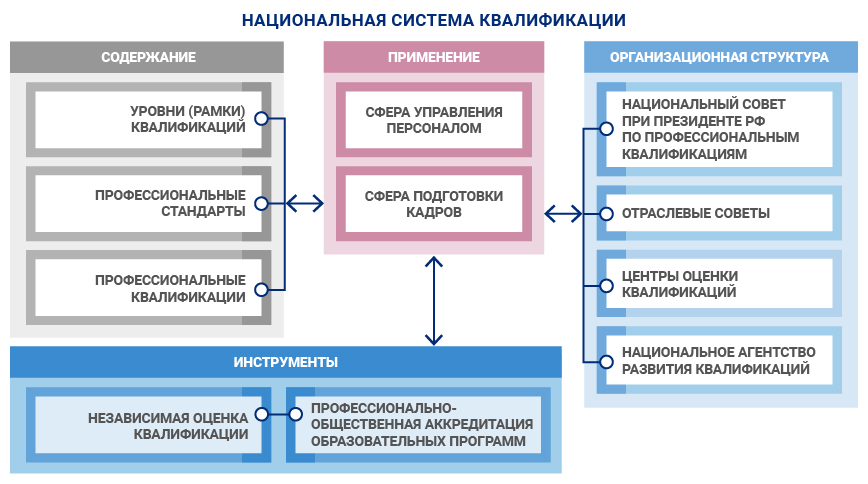 НАЦИОНАЛЬНАЯ СИСТЕМА КВАЛИФИКАЦИИ
СОДЕРЖАНИЕ
УРОВНИ (РАМКИ)
КВАЛИФИКАЦИЙ
ПРОФЕССИОНАЛЬНЫЕ
СТАНДАРТЫ
ПРОФЕССИОНАЛЬНЫЕ
КВАЛИФИКАЦИИ
ПРИМЕНЕНИЕ
СФЕРА УПРАВЛЕНИЯ
ПЕРСОНАЛОМ
СФЕРА ПОДГОТОВКИ
КАДРОВ
ОРГАНИЗАЦИОННАЯ СТРУКТУРА
НАЦИОНАЛЬНЫЙ СОВЕТ
ПРИ ПРЕЗИДЕНТЕ РФ
ПО ПРОФЕССИОНАЛЬНЫМ
КВАЛИФИКАЦИЯМ
ОТРАСЛЕВЫЕ СОВЕТЫ
ЦЕНТРЫ ОЦЕНКИ
КВАЛИФИКАЦИЙ
НАЦИОНАЛЬНОЕ АГЕНТСТВО
РАЗВИТИЯ КВАЛИФИКАЦИЙ
ИНСТРУМЕНТЫ
НЕЗАВИСИМАЯ ОЦЕНКА
КВАЛИФИКАЦИИ
ПРОФЕССИОНАЛЬНО-
ОБЩЕСТВЕННАЯ АККРЕДИТАЦИЯ
ОБРАЗОВАТЕЛЬНЫХ ПРОГРАММ